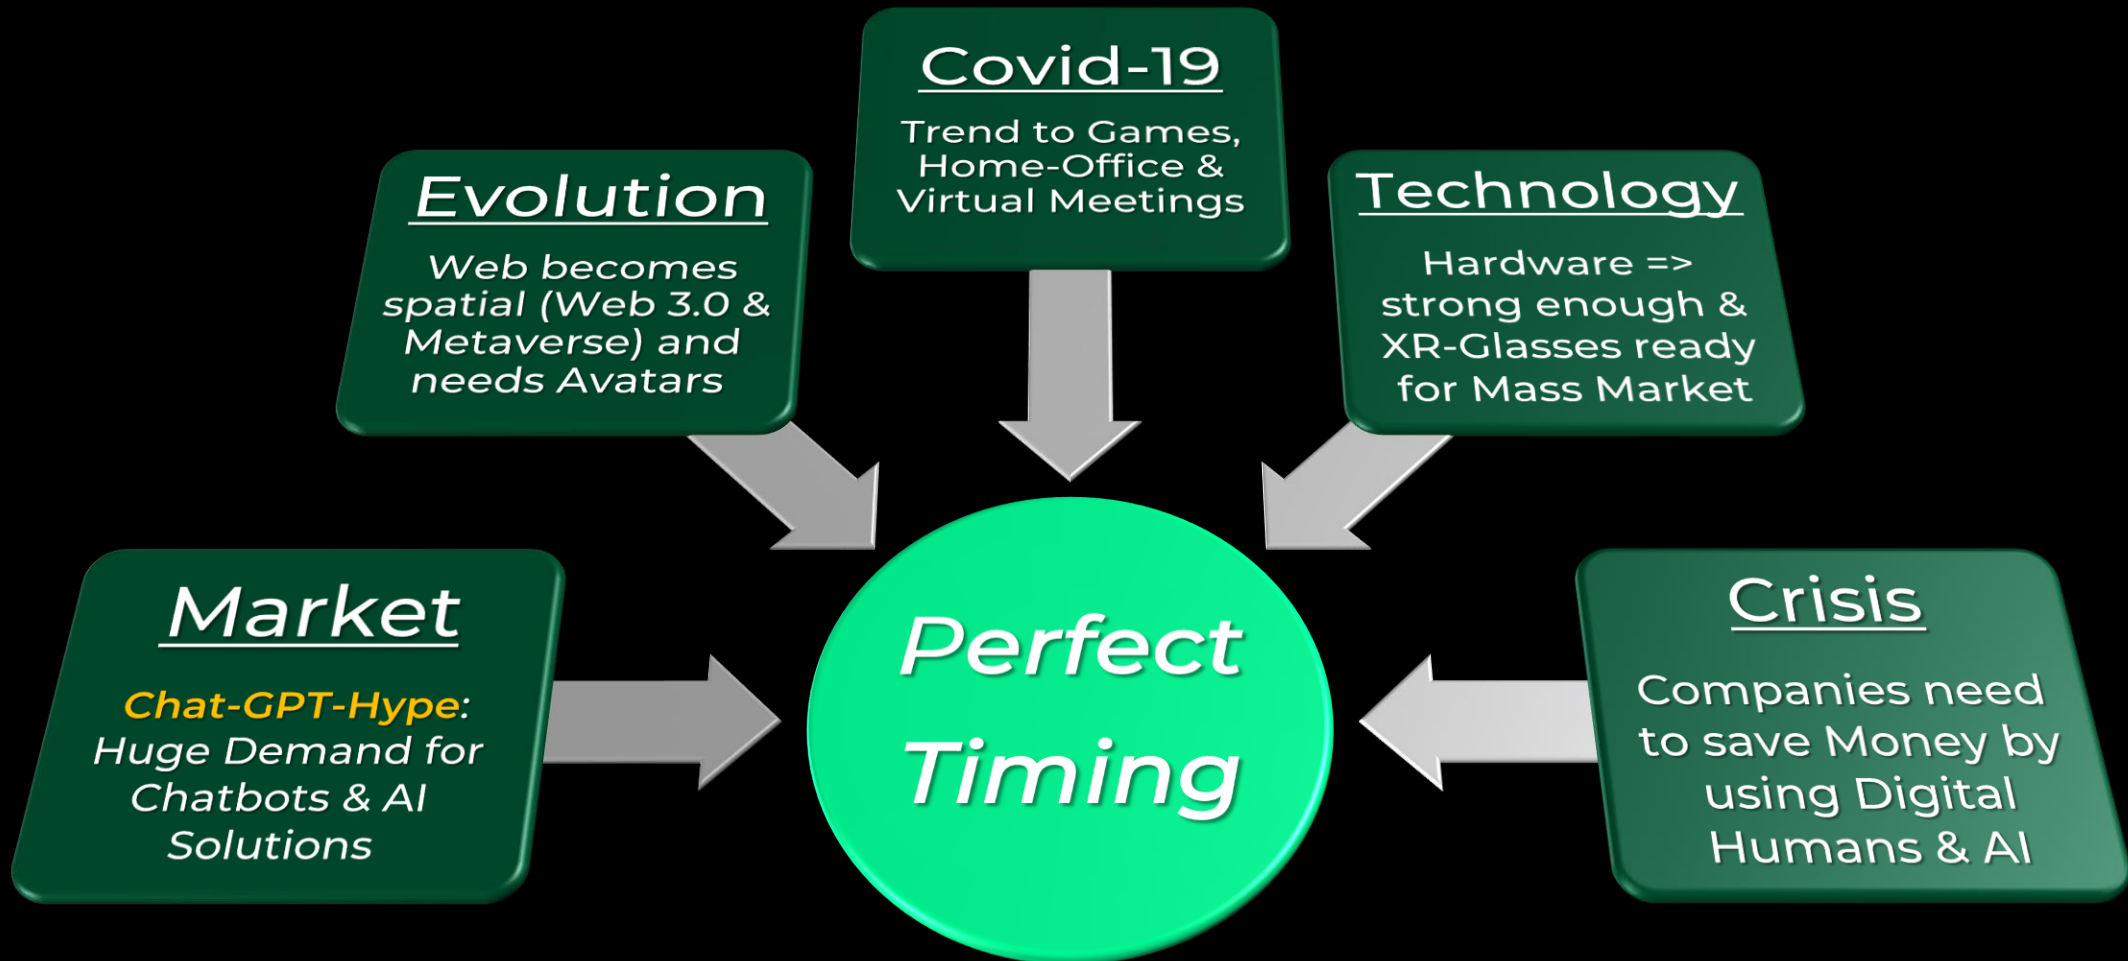 Covid-19
Trend to Games,
Home-Office &
Virtual Meetings
Evolution
Web becomes
spatial (Web 3.0 &
Metaverse) and
needs Avatars
Technology
Hardware =>
strong enough &
XR-Glasses ready
for Mass Market
Market
Chat-GPT-Hype:
Huge Demand for
Chatbots & AI
Solutions
Perfect
Timing
Crisis
Companies need
to save Money by
using Digital
Humans & AI